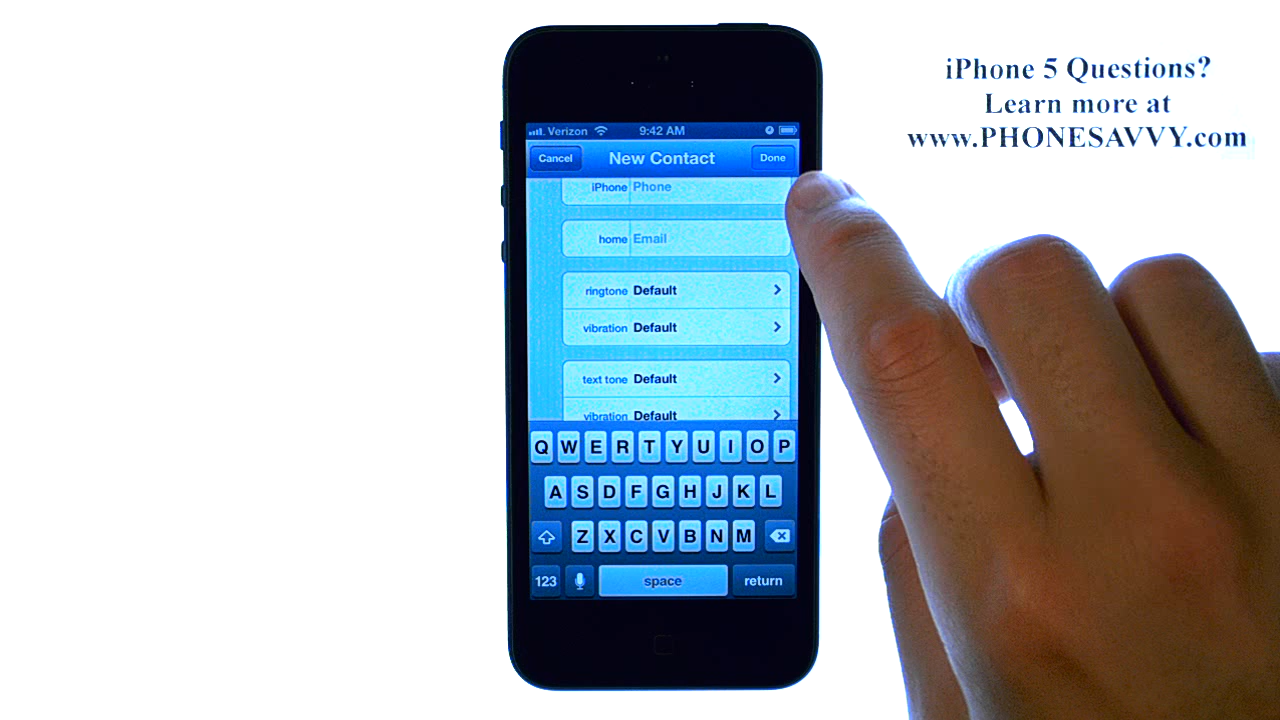 iPhone 5 Questions?
Learn more at
www.PHONESAVVY.com
Verizon 9:42 AM
Cancel New Contact Done
iPhone Phone
home Email
ringtone Default
vibration Default
text tone Default
vibration Default
Q W E R T Y U I O P
A S D F G H J K L
Z X C V B N M
123 space return